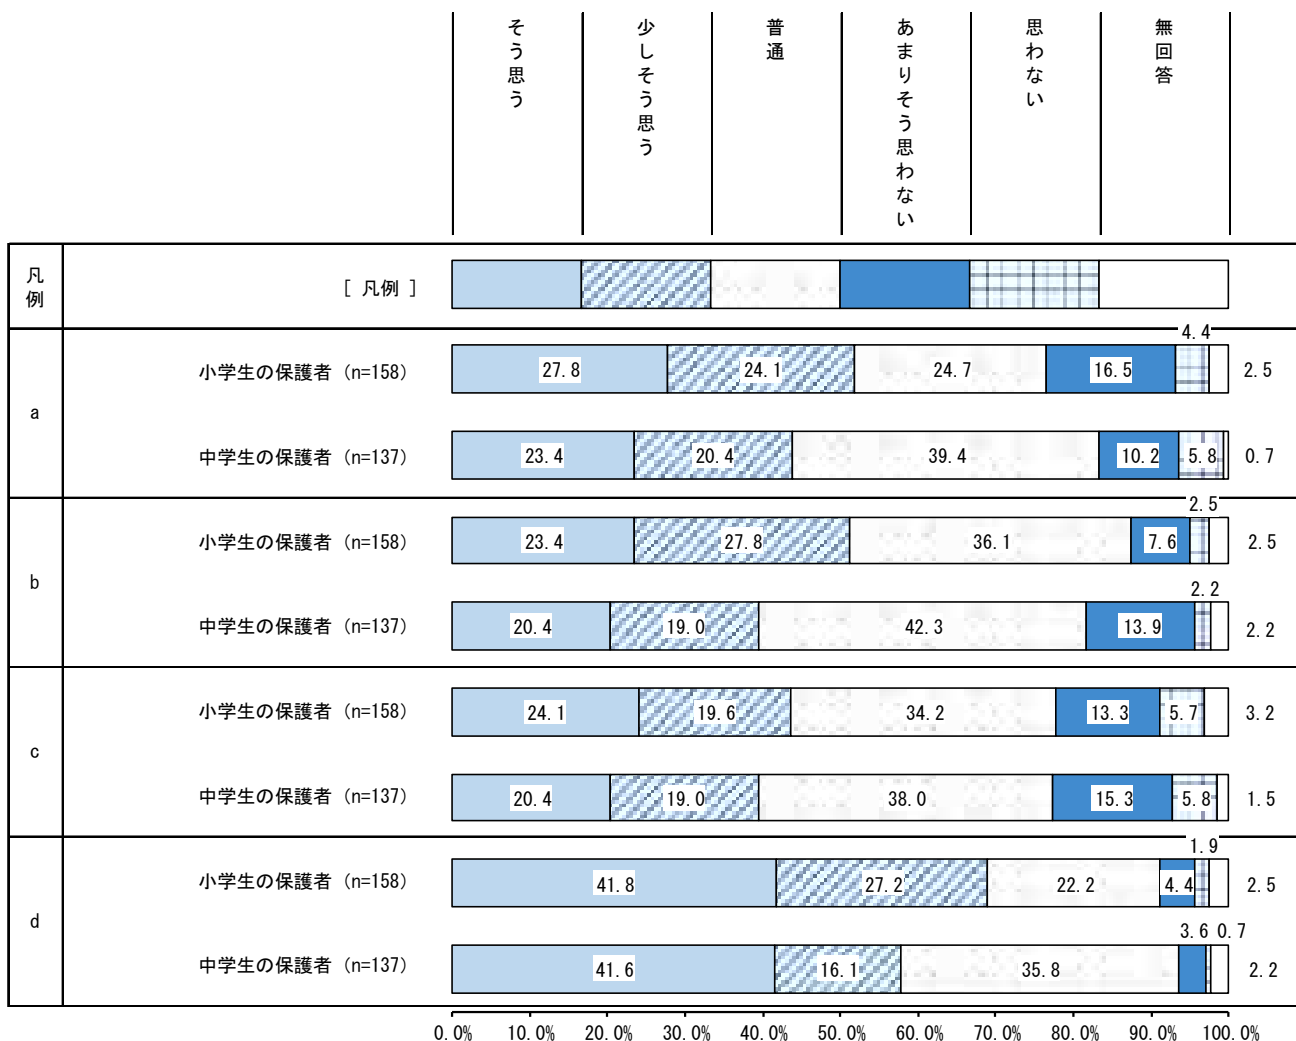 そう思う
少しそう思う
普通
あまりそう思わない
思わない
無回答
凡例
[ 凡例 ]
a
小学生の保護者 (n=158)
27.8 24.1 24.7 16.5 4.4 2.5
中学生の保護者 (n=137)
23.4 20.4 39.4 10.2 5.8 0.7
b
小学生の保護者 (n=158)
23.4 27.8 36.1 7.6 2.5 2.5
中学生の保護者 (n=137)
20.4 19.0 42.3 13.9 2.2 2.2
c
小学生の保護者 (n=158)
24.1 19.6 34.2 13.3 5.7 3.2
中学生の保護者 (n=137)
20.4 19.0 38.0 15.3 5.8 1.5
d
小学生の保護者 (n=158)
41.8 27.2 22.2 4.4 1.9 2.5
中学生の保護者 (n=137)
41.6 16.1 35.8 3.6 0.7 2.2
0.0% 10.0% 20.0% 30.0% 40.0% 50.0% 60.0% 70.0% 80.0% 90.0% 100.0%